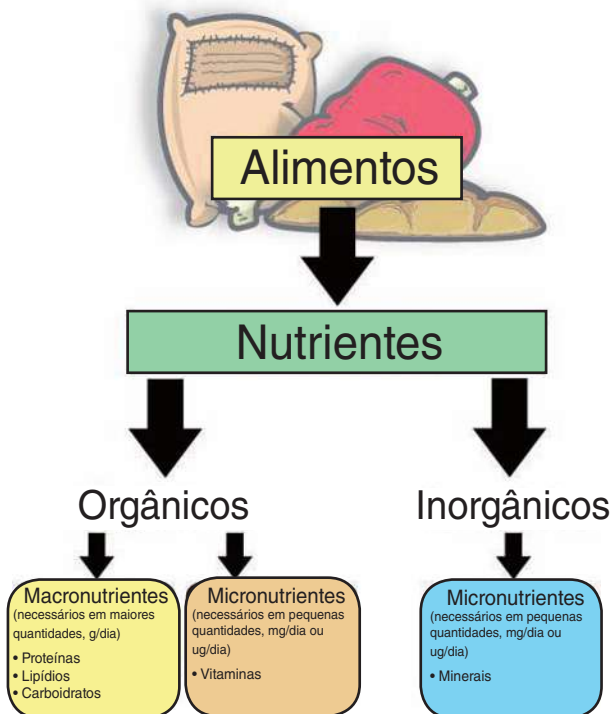 Alimentos
Nutrientes
Orgânicos
Inorgânicos
Macronutrientes
(necessários em maiores
quantidades, g/dia)
• Proteínas
• Lipídios
• Carboidratos
Micronutrientes
(necessários em pequenas
quantidades, mg/dia ou
ug/dia)
• Vitaminas
Micronutrientes
(necessários em pequenas
quantidades, mg/dia ou
ug/dia)
• Minerais